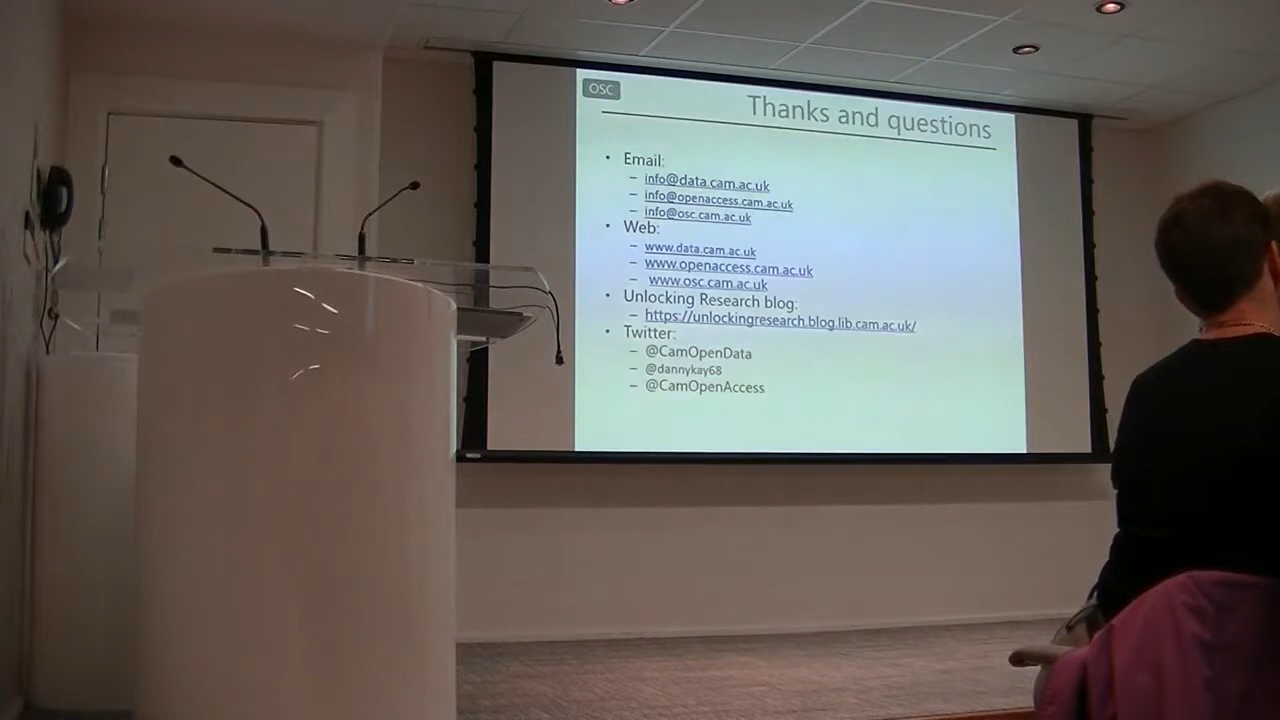 OSC
Thanks and questions
• Email:
– info@data.cam.ac.uk
– info@openaccess.cam.ac.uk
– info@osc.cam.ac.uk
• Web:
– www.data.cam.ac.uk
– www.openaccess.cam.ac.uk
– www.osc.cam.ac.uk
• Unlocking Research blog:
– https://unlockingresearch.blog.lib.cam.ac.uk/
• Twitter:
– @CamOpenData
– @dannykay68
– @CamOpenAccess